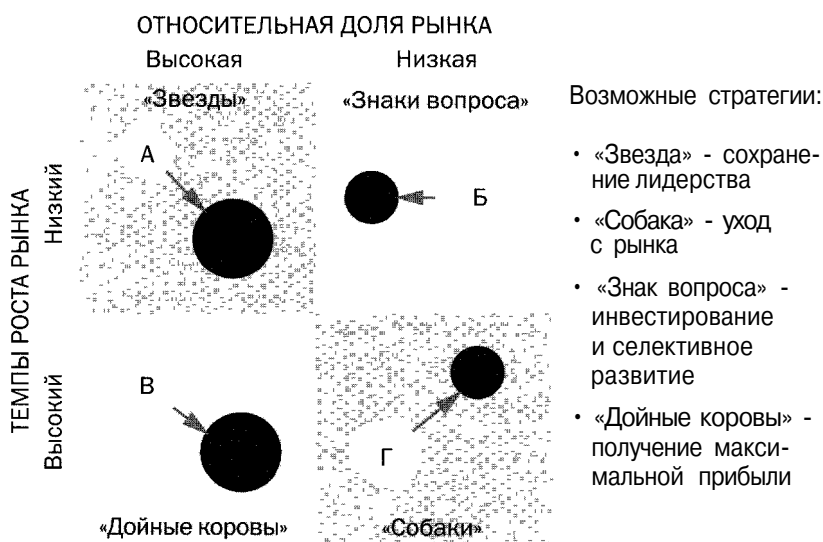 ОТНОСИТЕЛЬНАЯ ДОЛЯ РЫНКА
Высокая Низкая
«Звезды» «Знаки вопроса»
А
Б
ТЕМПЫ РОСТА РЫНКА
Низкий
Высокий
В
Г
«Дойные коровы» «Собаки»
Возможные стратегии:
· «Звезда» - сохране-
ние лидерства
· «Собака» - уход
с рынка
· «Знак вопроса» -
инвестирование
и селективное
развитие
· «Дойные коровы» -
получение макси-
мальной прибыли